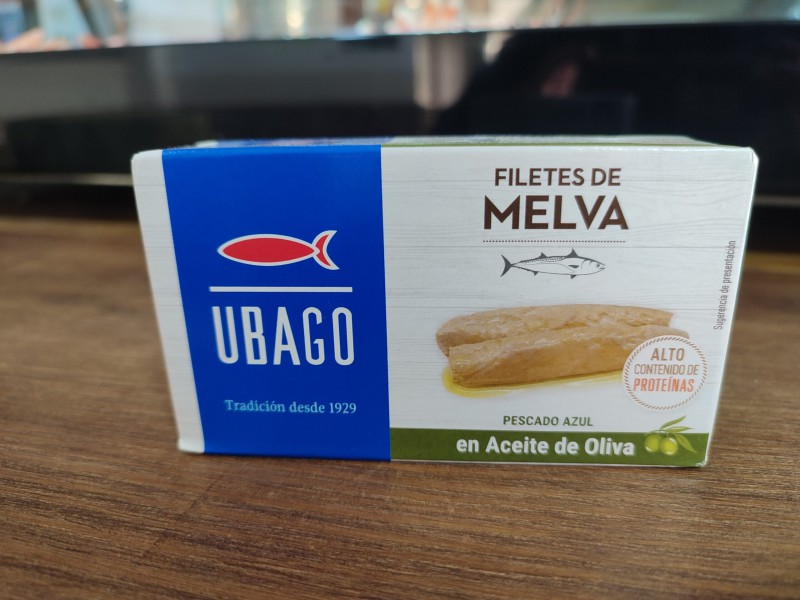 UBAGO
Tradición desde 1929
FILETES DE
MELVA
Sugerencia de presentación
ALTO
CONTENIDO DE
PROTEÍNAS
PESCADO AZUL
en Aceite de Oliva